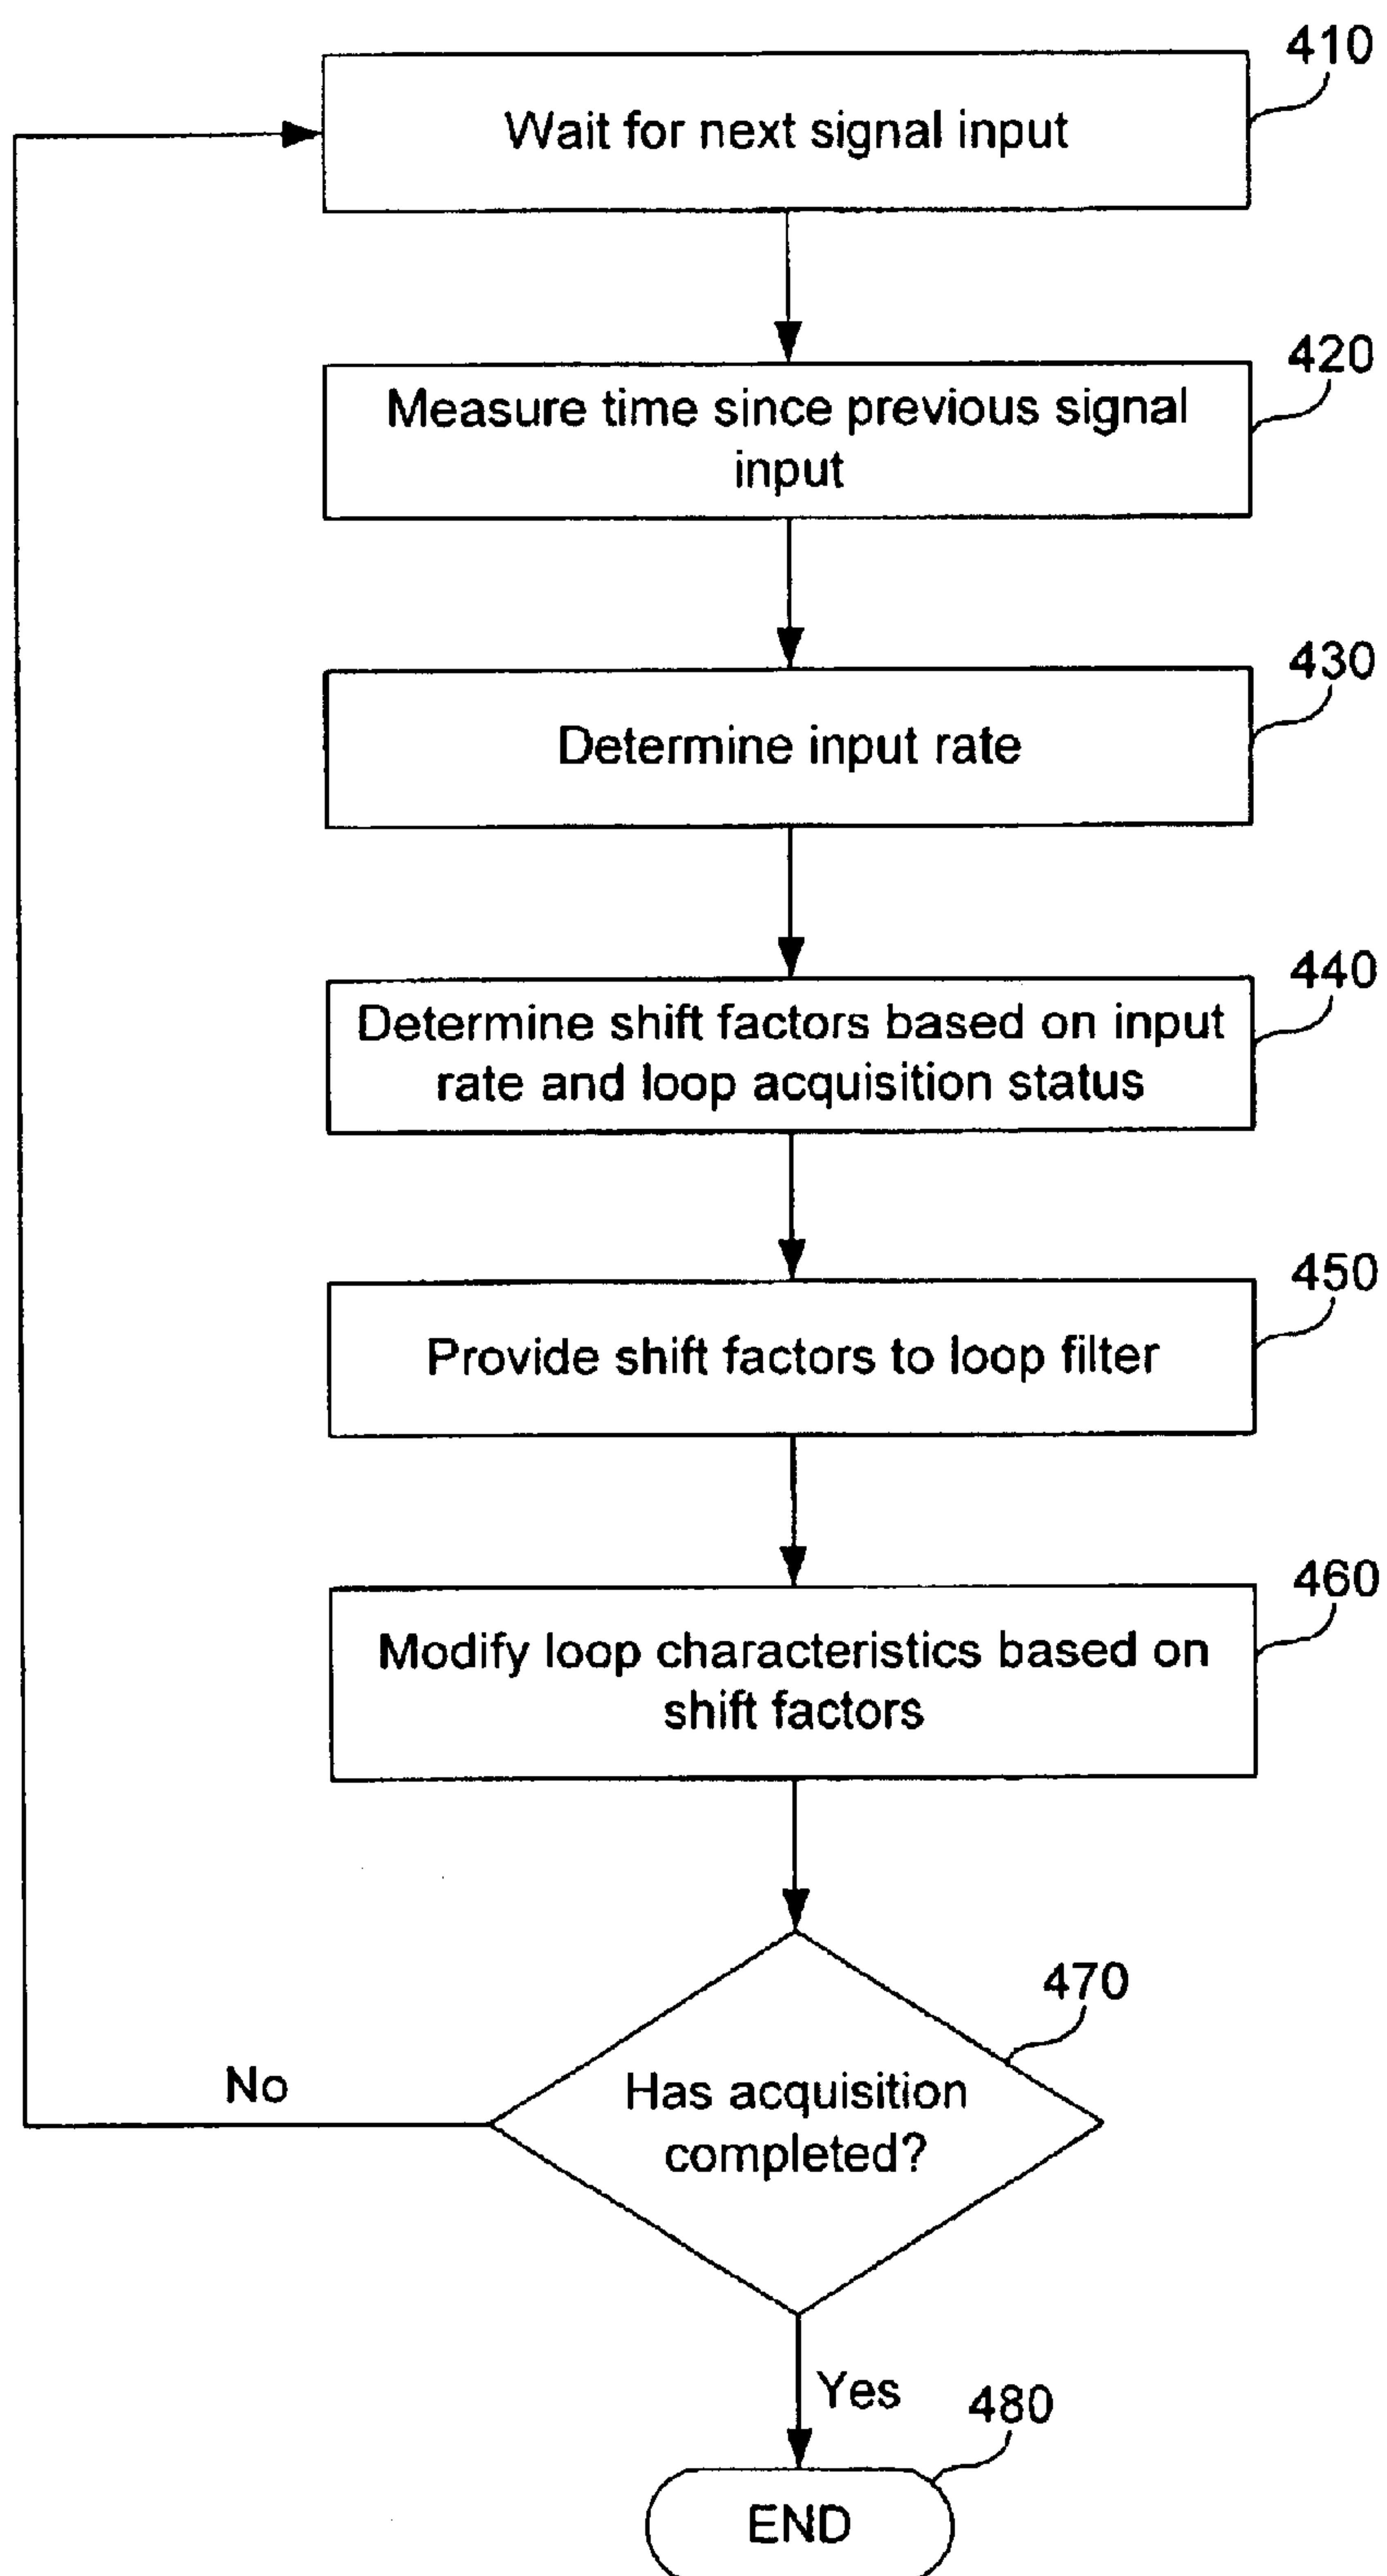 410
Wait for next signal input
420
Measure time since previous signal
input
430
Determine input rate
440
Determine shift factors based on input
rate and loop acquisition status
450
Provide shift factors to loop filter
460
Modify loop characteristics based on
shift factors
470
Has acquisition
completed?
No
Yes
480
END